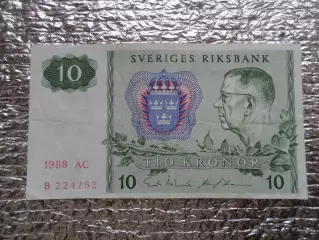 SVERIGES RIKSBANK
10
1988 AC
B 224252
TIO KRONOR
10
10